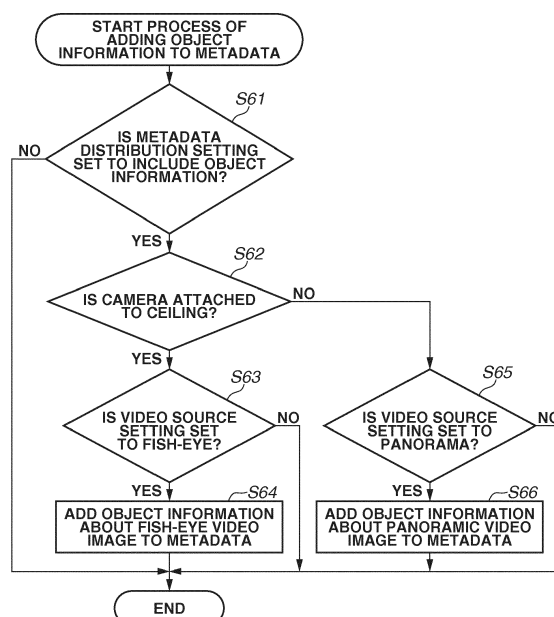 START PROCESS OF
ADDING OBJECT
INFORMATION TO METADATA
S61
IS METADATA
DISTRIBUTION SETTING
SET TO INCLUDE OBJECT
INFORMATION?
NO
YES
S62
IS CAMERA ATTACHED
TO CEILING?
NO
YES
S63
IS VIDEO SOURCE
SETTING SET
TO FISH-EYE?
NO
YES
S64
ADD OBJECT INFORMATION
ABOUT FISH-EYE VIDEO
IMAGE TO METADATA
S65
IS VIDEO SOURCE
SETTING SET TO
PANORAMA?
NO
YES
S66
ADD OBJECT INFORMATION
ABOUT PANORAMIC VIDEO
IMAGE TO METADATA
END